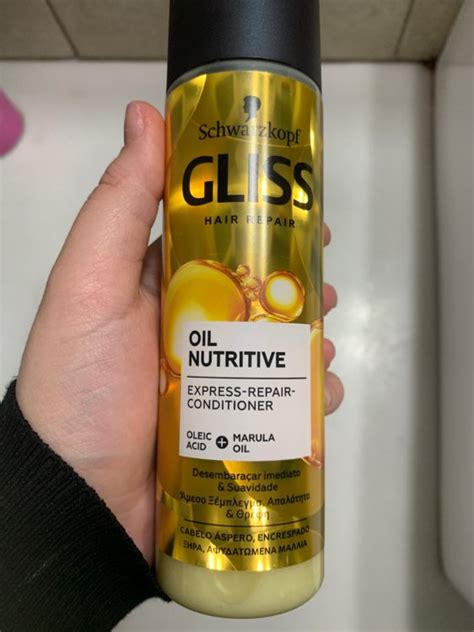 Schwarzkopf
GLISS
HAIR REPAIR
OIL
NUTRITIVE
EXPRESS-REPAIR-
CONDITIONER
OLEIC + MARULA
ACID OIL
Desembaraçar imediato
& Suavidade
Άμεσο Ξέμπλεγμα, Απαλότητα
& Θρέψη
CABELO ÁSPERO, ENCRESPADO
ΞΗΡΑ, ΑΦΥΔΑΤΩΜΕΝΑ ΜΑΛΛΙΑ